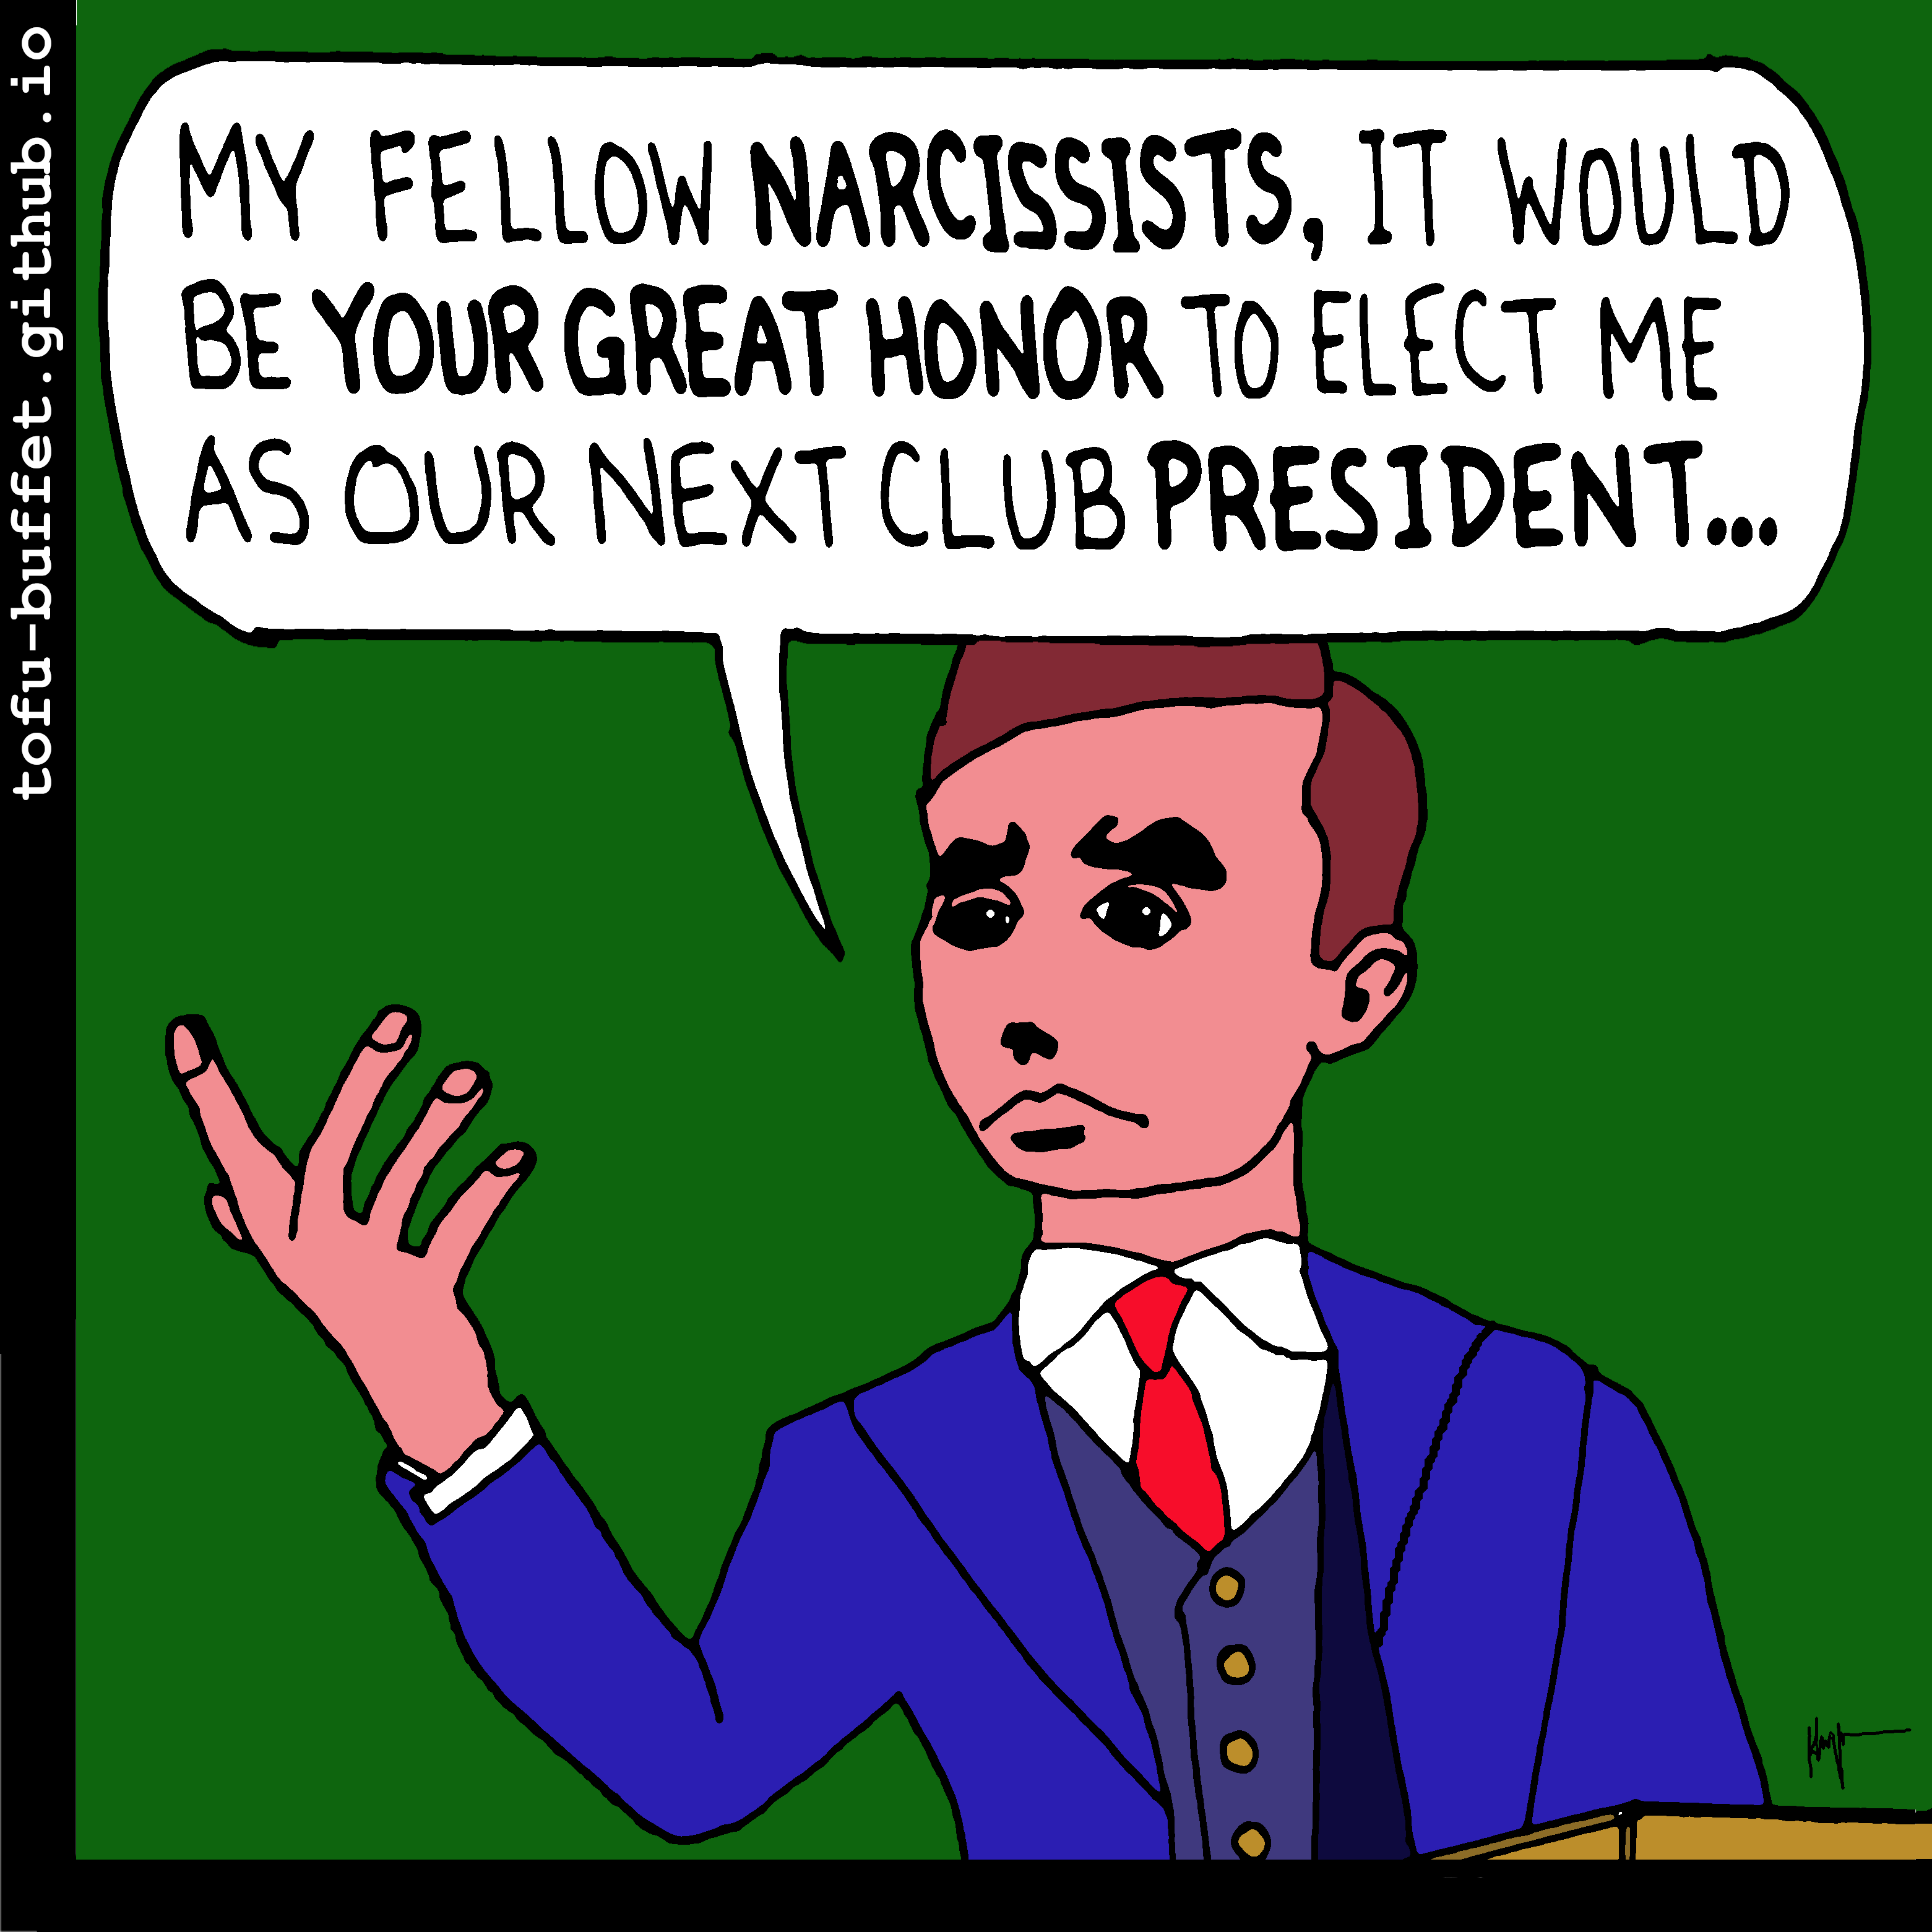 MY FELLOW NARCISSISTS, IT WOULD
BE YOUR GREAT HONOR TO ELECT ME
AS OUR NEXT CLUB PRESIDENT...
tofu-buffet.github.io